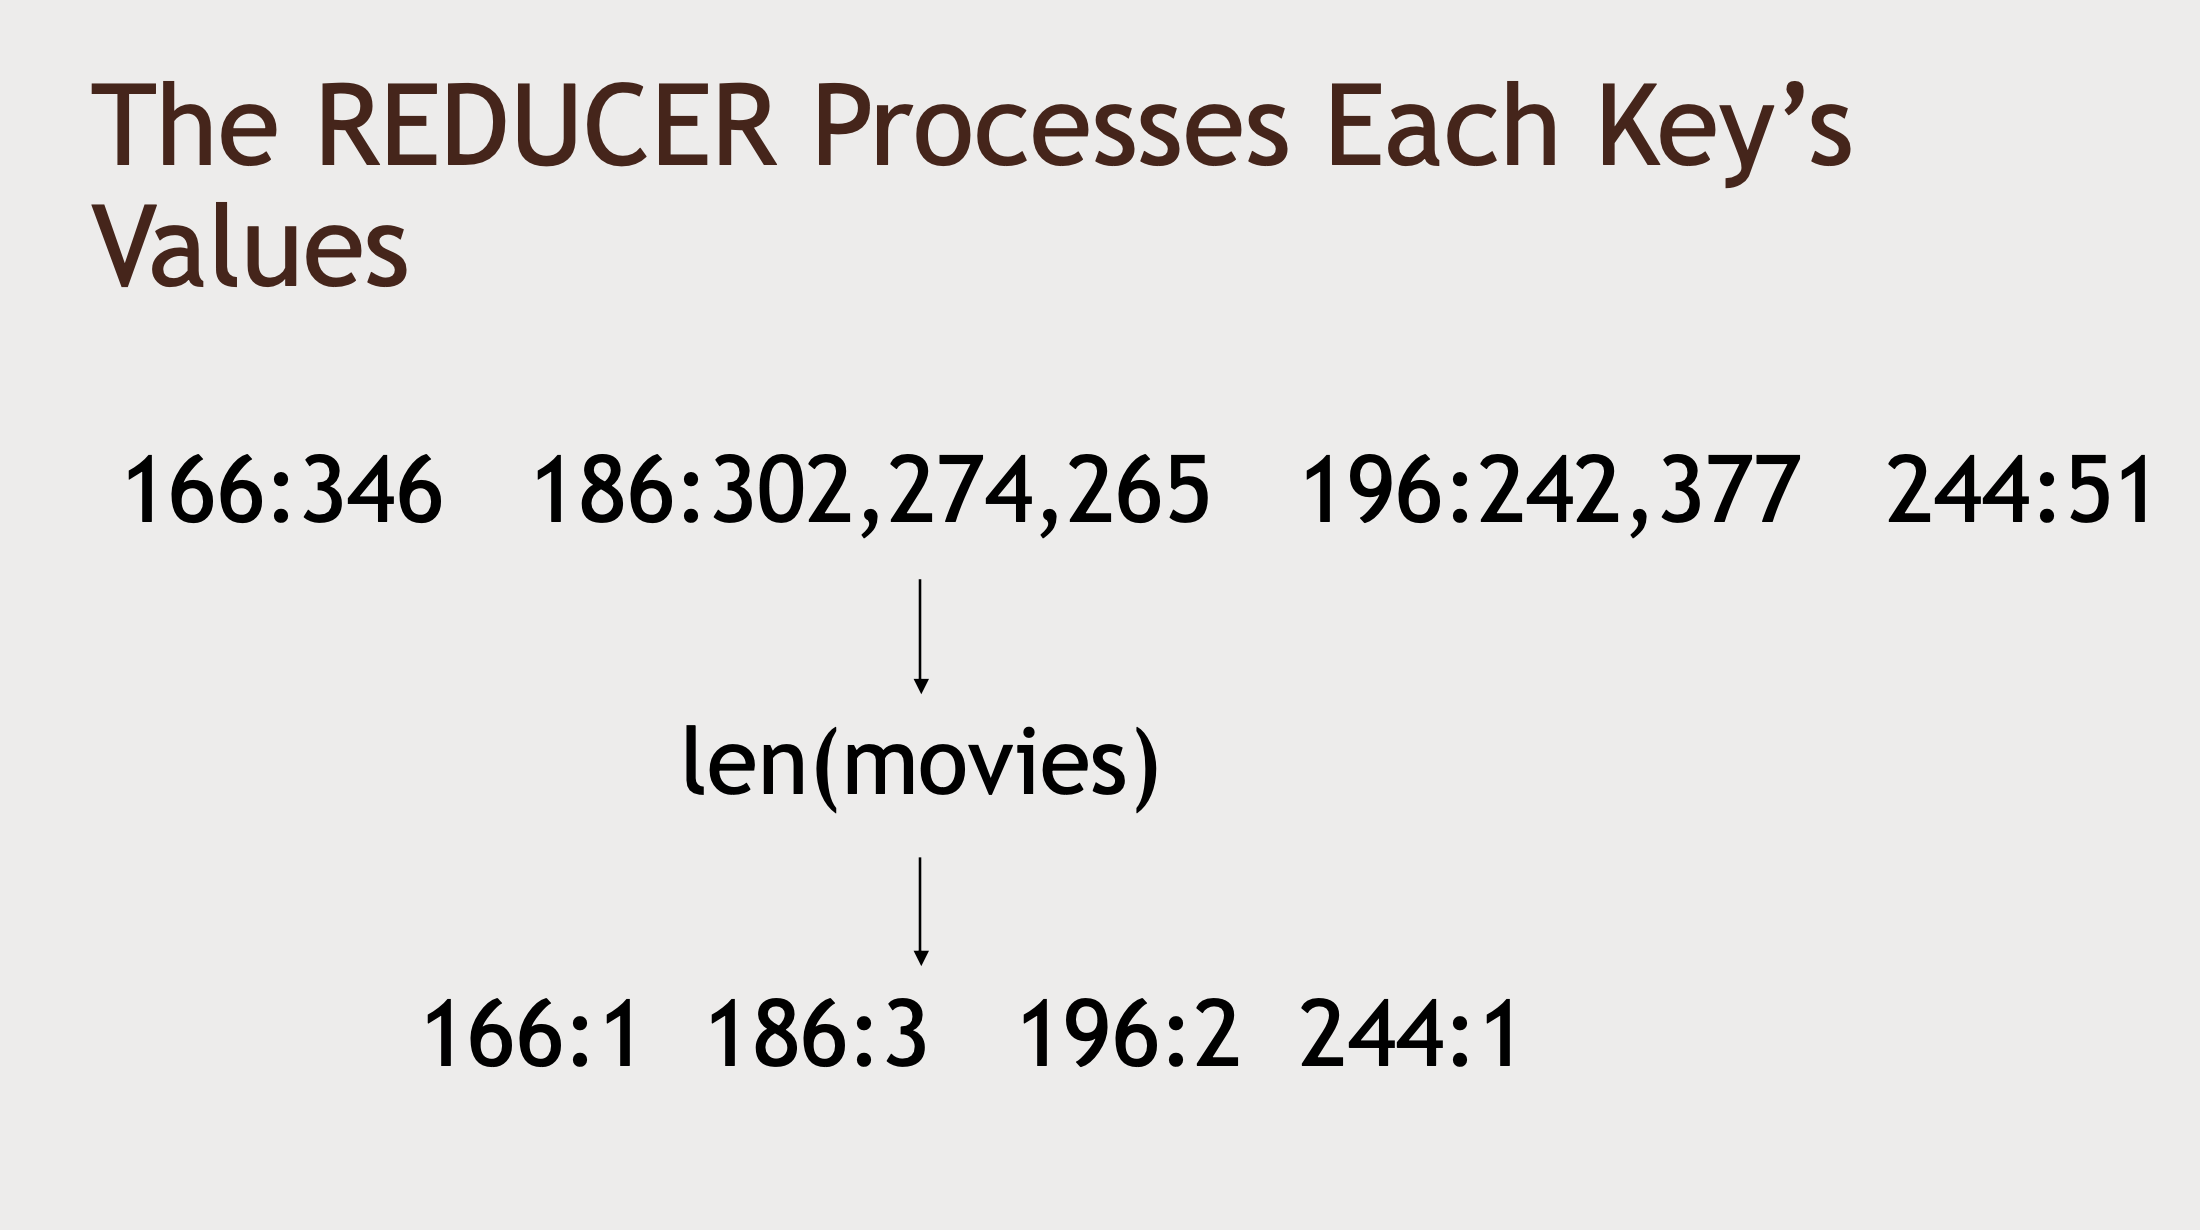 The REDUCER Processes Each Key’s
Values
166:346 186:302,274,265 196:242,377 244:51
len(movies)
166:1 186:3 196:2 244:1